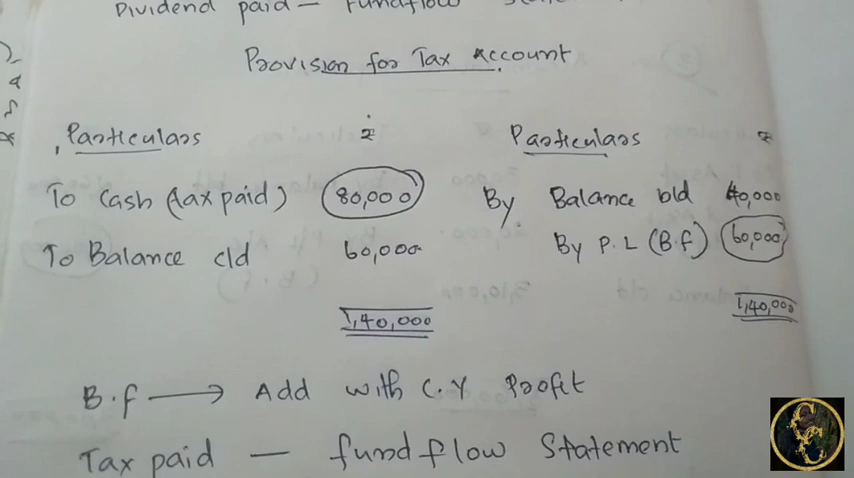 Dividend paid — Fundflow
Provision for Tax Account
Particulars ₹ Particulars ₹
To Cash (tax paid) 80,000 By Balance b/d 40,000
To Balance c/d 60,000 By P.L (B.f) 60,000
1,40,000 1,40,000
B.f → Add with C.Y Profit
Tax paid — fundflow Statement